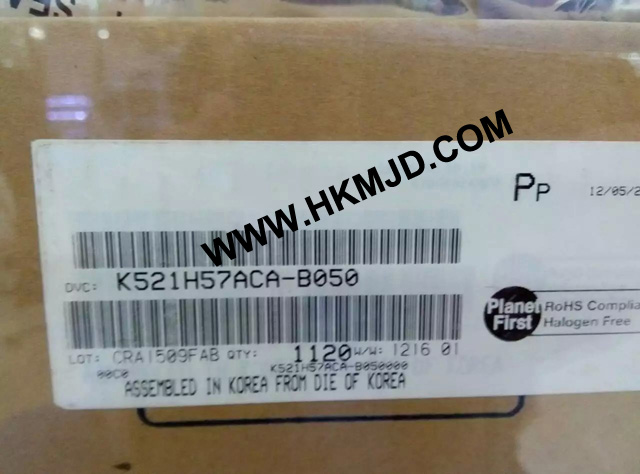 WWW.HKMJD.COM
PP 12/05/2
DVC: K521H57ACA-B050
Planet First
RoHS Complia
Halogen Free
LOT: CRA1509FAB QTY: 1120 W/W: 1216 01
K521H57ACA-B050000
00C0
ASSEMBLED IN KOREA FROM DIE OF KOREA